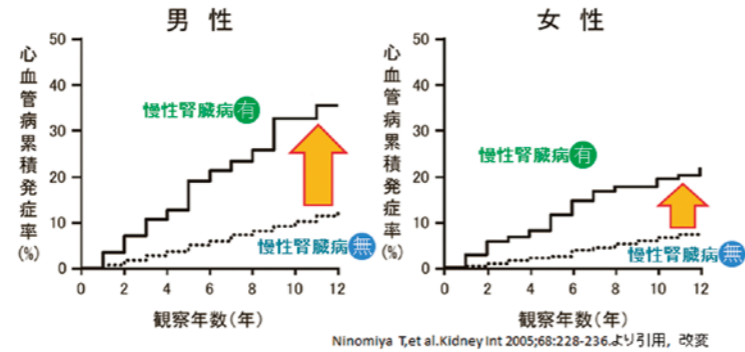 男 性
心血管病累積発症率(%)
50
40
30
20
10
0
慢性腎臓病有
慢性腎臓病無
0 2 4 6 8 10 12
観察年数(年)
女 性
心血管病累積発症率(%)
50
40
30
20
10
0
慢性腎臓病有
慢性腎臓病無
0 2 4 6 8 10 12
観察年数(年)
Ninomiya T,et al.Kidney Int 2005;68:228-236.より引用, 改変